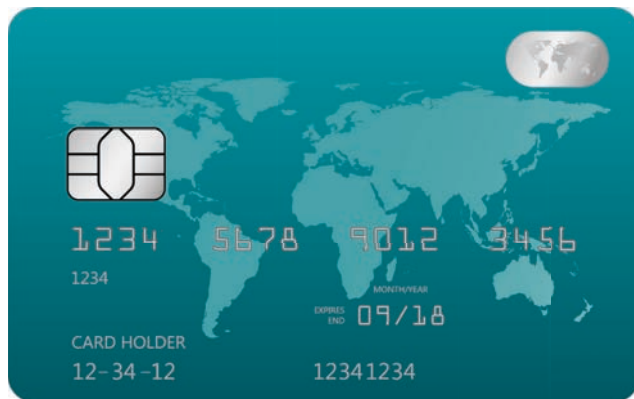 1234 5678 9012 3456
1234
MONTH/YEAR
EXPIRES END 09/18
CARD HOLDER
12-34-12 12341234